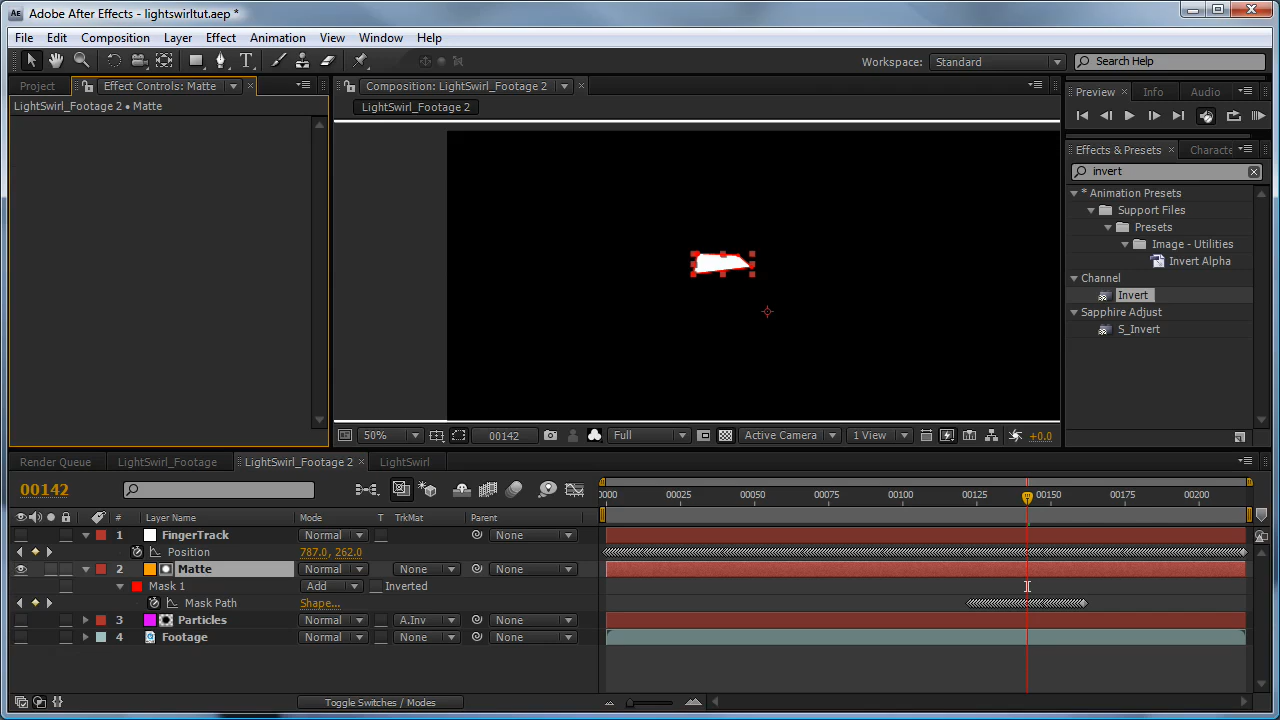 Adobe After Effects - lightswirltut.aep *
File Edit Composition Layer Effect Animation View Window Help
Workspace: Standard Search Help
Project Effect Controls: Matte Composition: LightSwirl_Footage 2 Preview Info Audio
LightSwirl_Footage 2 • Matte LightSwirl_Footage 2
Effects & Presets Characte
invert
* Animation Presets
Support Files
Presets
Image - Utilities
Invert Alpha
Channel
Invert
Sapphire Adjust
S_Invert
50% 00142 Full Active Camera 1 View +0.0
Render Queue LightSwirl_Footage LightSwirl_Footage 2 LightSwirl
00142 0000 00025 00050 00075 00100 00125 00150 00175 00200
# Layer Name Mode T TrkMat Parent
1 FingerTrack Normal None
Position 787.0, 262.0
2 Matte Normal None None
Mask 1 Add Inverted
Mask Path Shape...
3 Particles Normal A.Inv None
4 Footage Normal None None
Toggle Switches / Modes